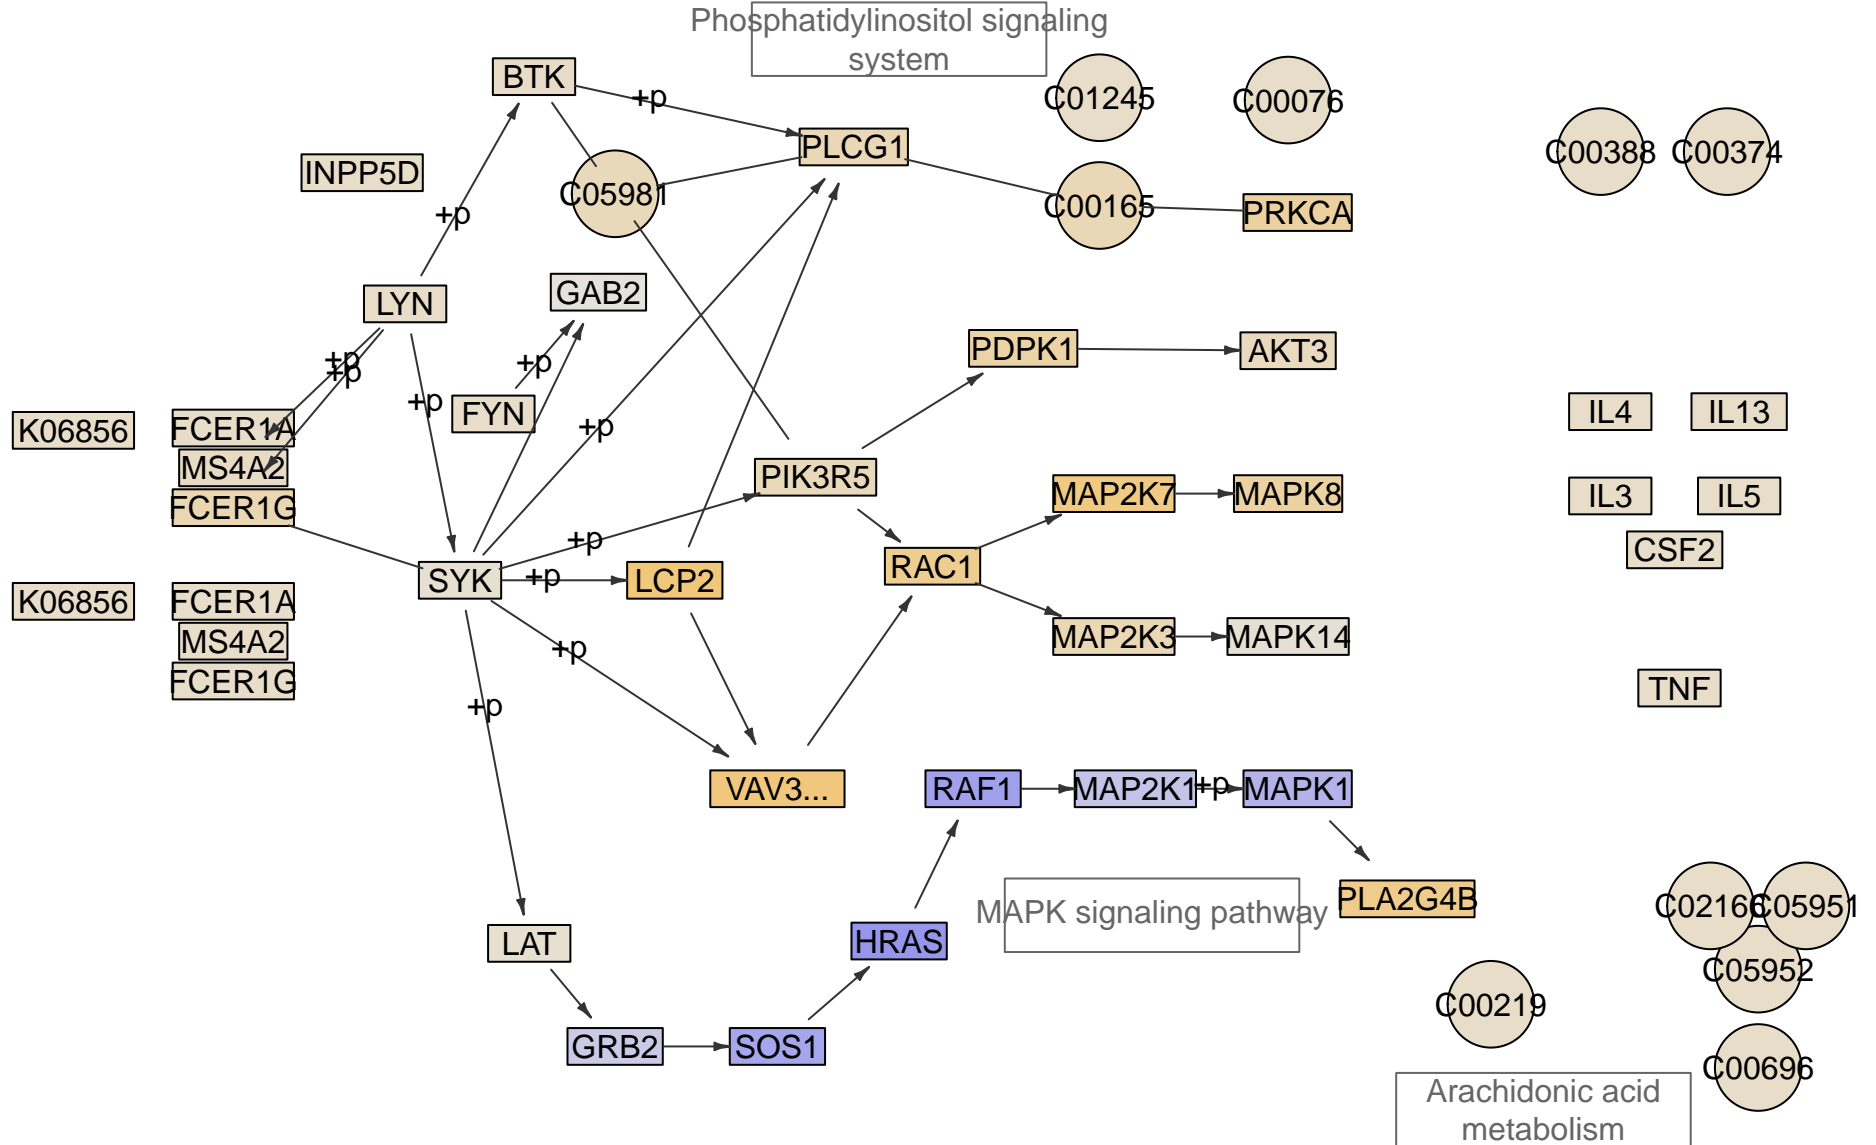 Phosphatidylinositol signaling
system
BTK
+p
C01245
C00076
PLCG1
C00388
C00374
INPP5D
C05981
+p
C00165
PRKCA
LYN
GAB2
+p
+p
+p
PDPK1
AKT3
+p
FYN
+p
K06856
FCER1A
MS4A2
FCER1G
PIK3R5
MAP2K7
MAPK8
IL4
IL13
IL3
IL5
CSF2
+p
SYK
+p
LCP2
RAC1
K06856
FCER1A
MS4A2
FCER1G
+p
MAP2K3
MAPK14
TNF
+p
VAV3...
RAF1
MAP2K1
+p
MAPK1
PLA2G4B
MAPK signaling pathway
LAT
HRAS
C02166
C05951
C05952
C00219
GRB2
SOS1
C00696
Arachidonic acid
metabolism